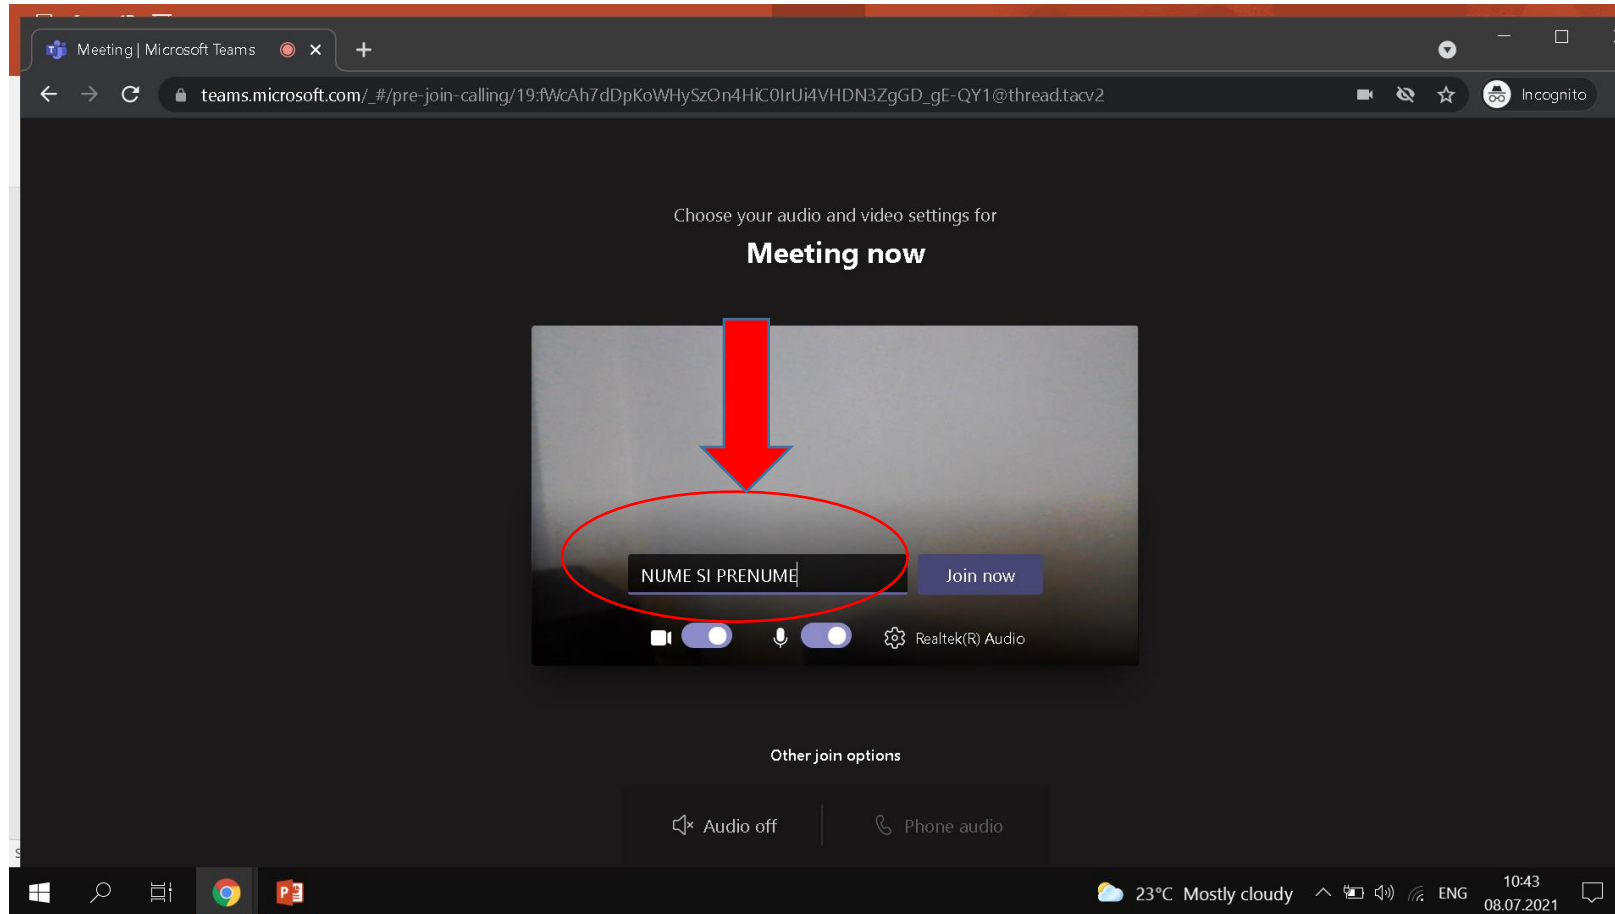 Meeting | Microsoft Teams
teams.microsoft.com/_#/pre-join-calling/19:fWcAh7dDpKoWHySzOn4HiC0IrUi4VHDN3ZgGD_gE-QY1@thread.tacv2
Incognito
Choose your audio and video settings for
Meeting now
NUME SI PRENUME
Join now
Realtek(R) Audio
Other join options
Audio off
Phone audio
23°C Mostly cloudy
ENG
10:43
08.07.2021